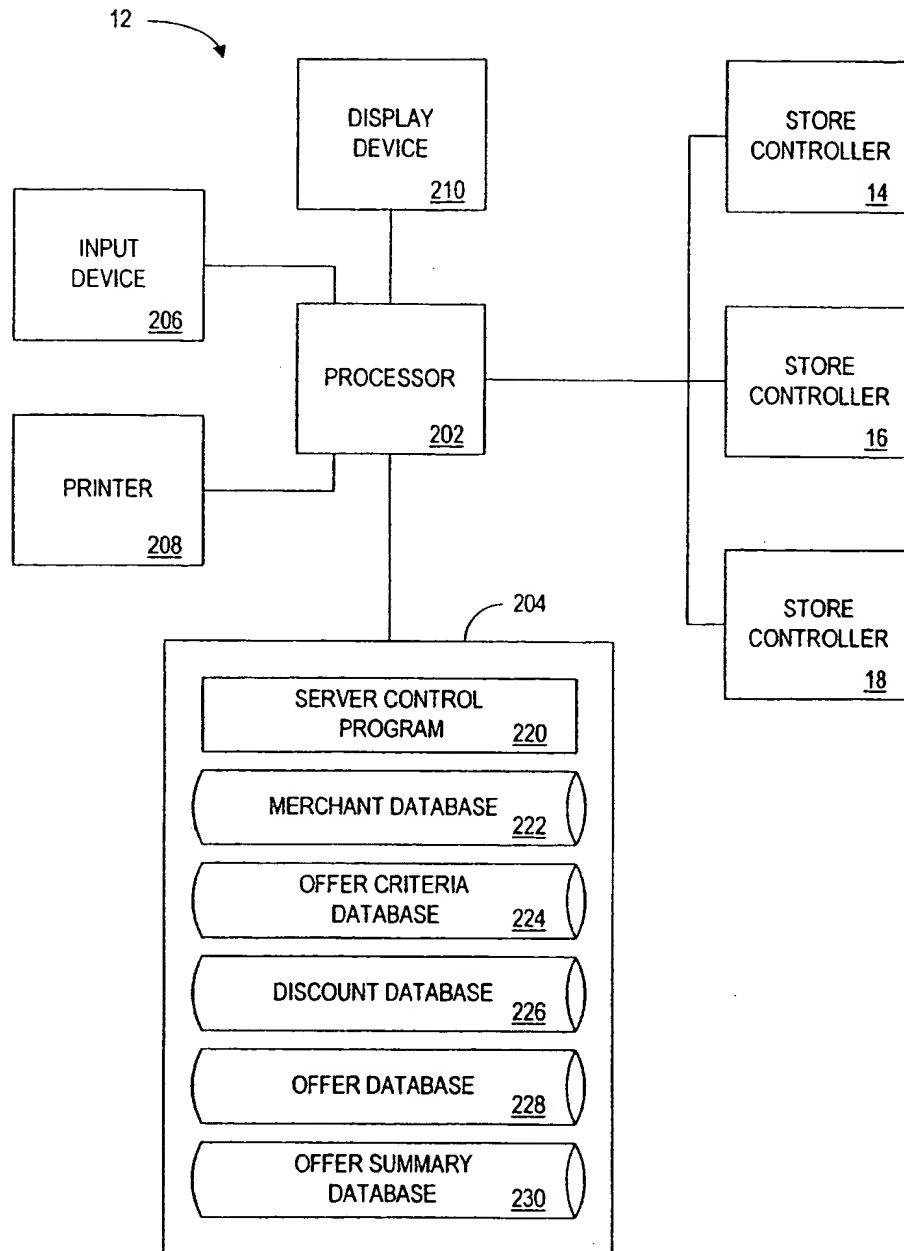 12
DISPLAY
DEVICE
210
INPUT
DEVICE
206
PROCESSOR
202
PRINTER
208
STORE
CONTROLLER
14
STORE
CONTROLLER
16
STORE
CONTROLLER
18
204
SERVER CONTROL
PROGRAM
220
MERCHANT DATABASE
222
OFFER CRITERIA
DATABASE
224
DISCOUNT DATABASE
226
OFFER DATABASE
228
OFFER SUMMARY
DATABASE
230